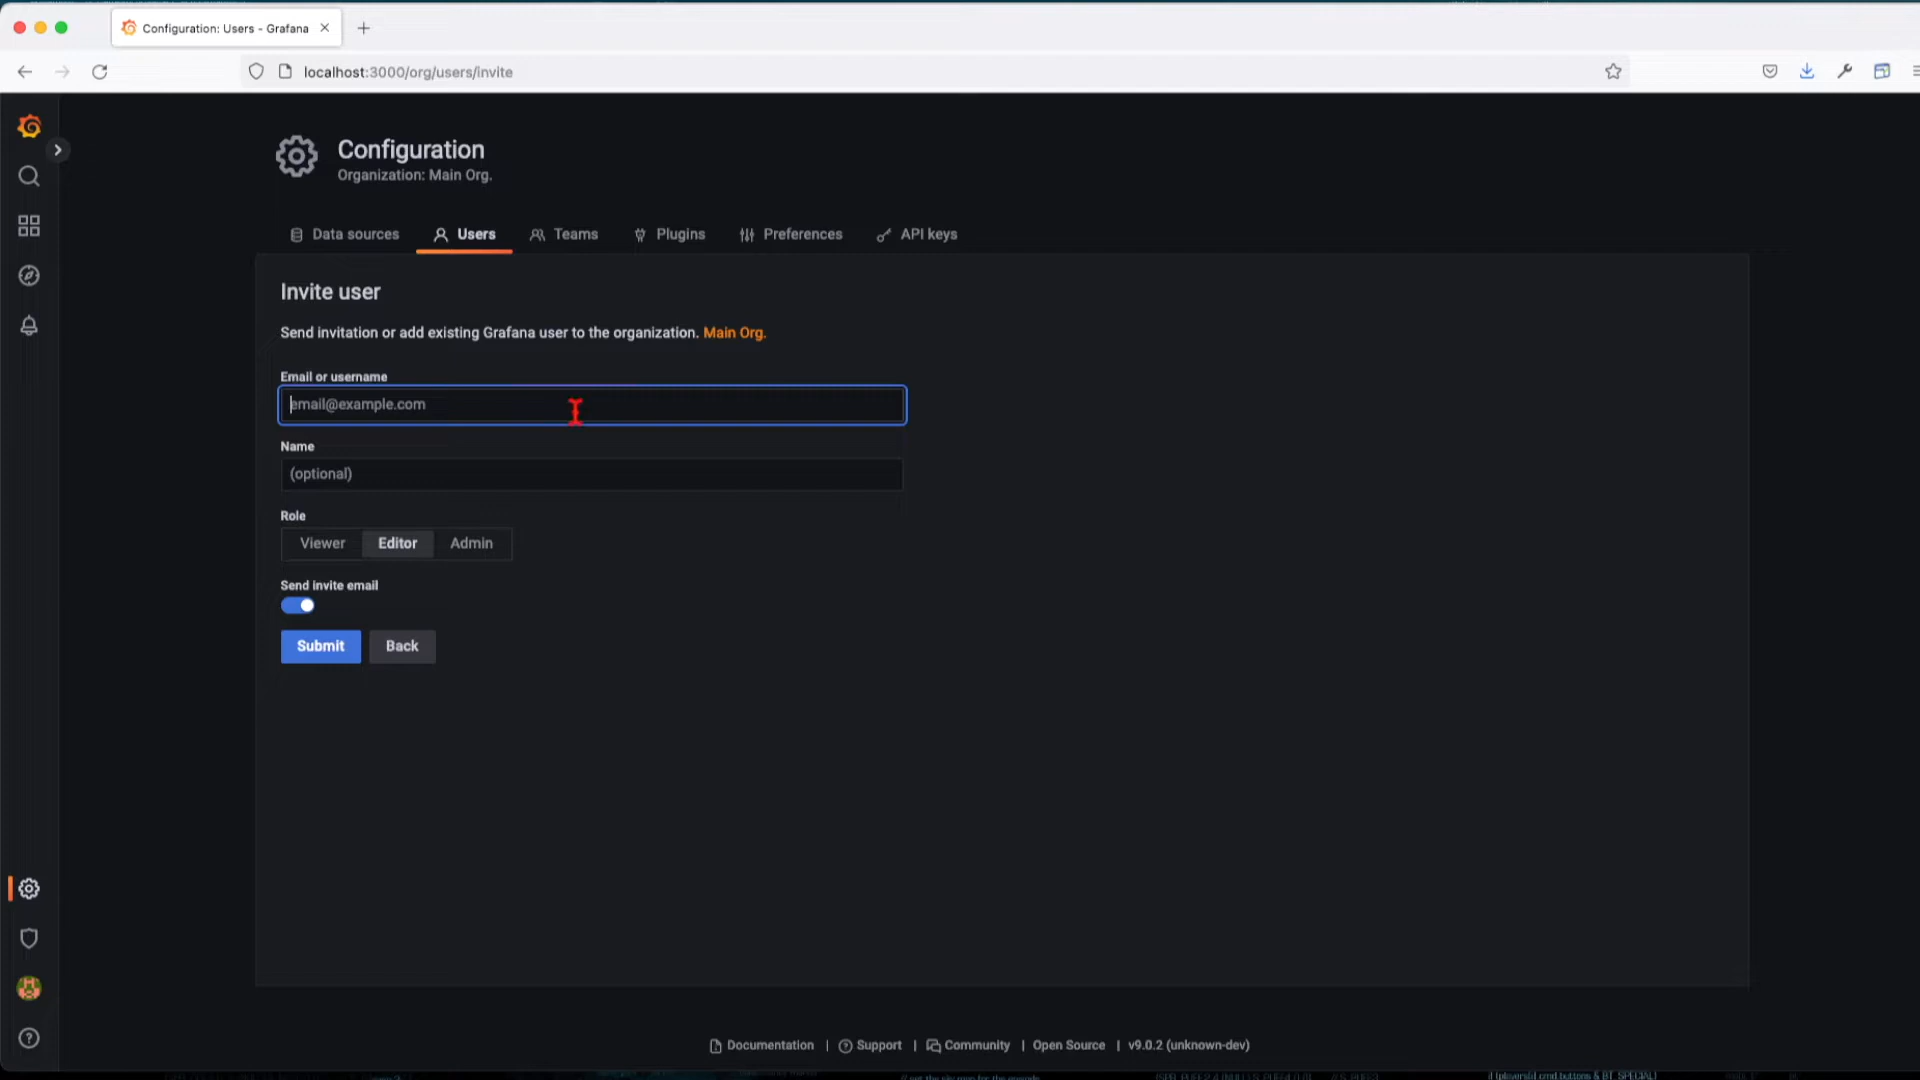 Configuration: Users - Grafana
localhost:3000/org/users/invite
Configuration
Organization: Main Org.
Data sources
Users
Teams
Plugins
Preferences
API keys
Invite user
Send invitation or add existing Grafana user to the organization. Main Org.
Email or username
email@example.com
Name
(optional)
Role
Viewer Editor Admin
Send invite email
Submit Back
Documentation | Support | Community | Open Source | v9.0.2 (unknown-dev)